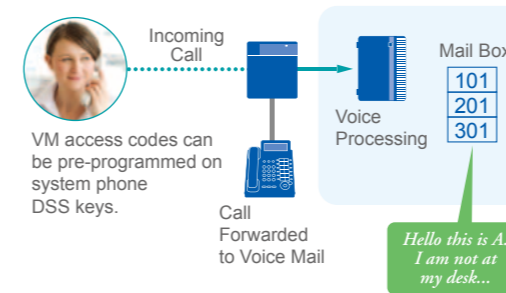 Incoming
Call
VM access codes can
be pre-programmed on
system phone
DSS keys.
Call
Forwarded
to Voice Mail
Voice
Processing
Mail Box
101
201
301
Hello this is A.
I am not at
my desk...